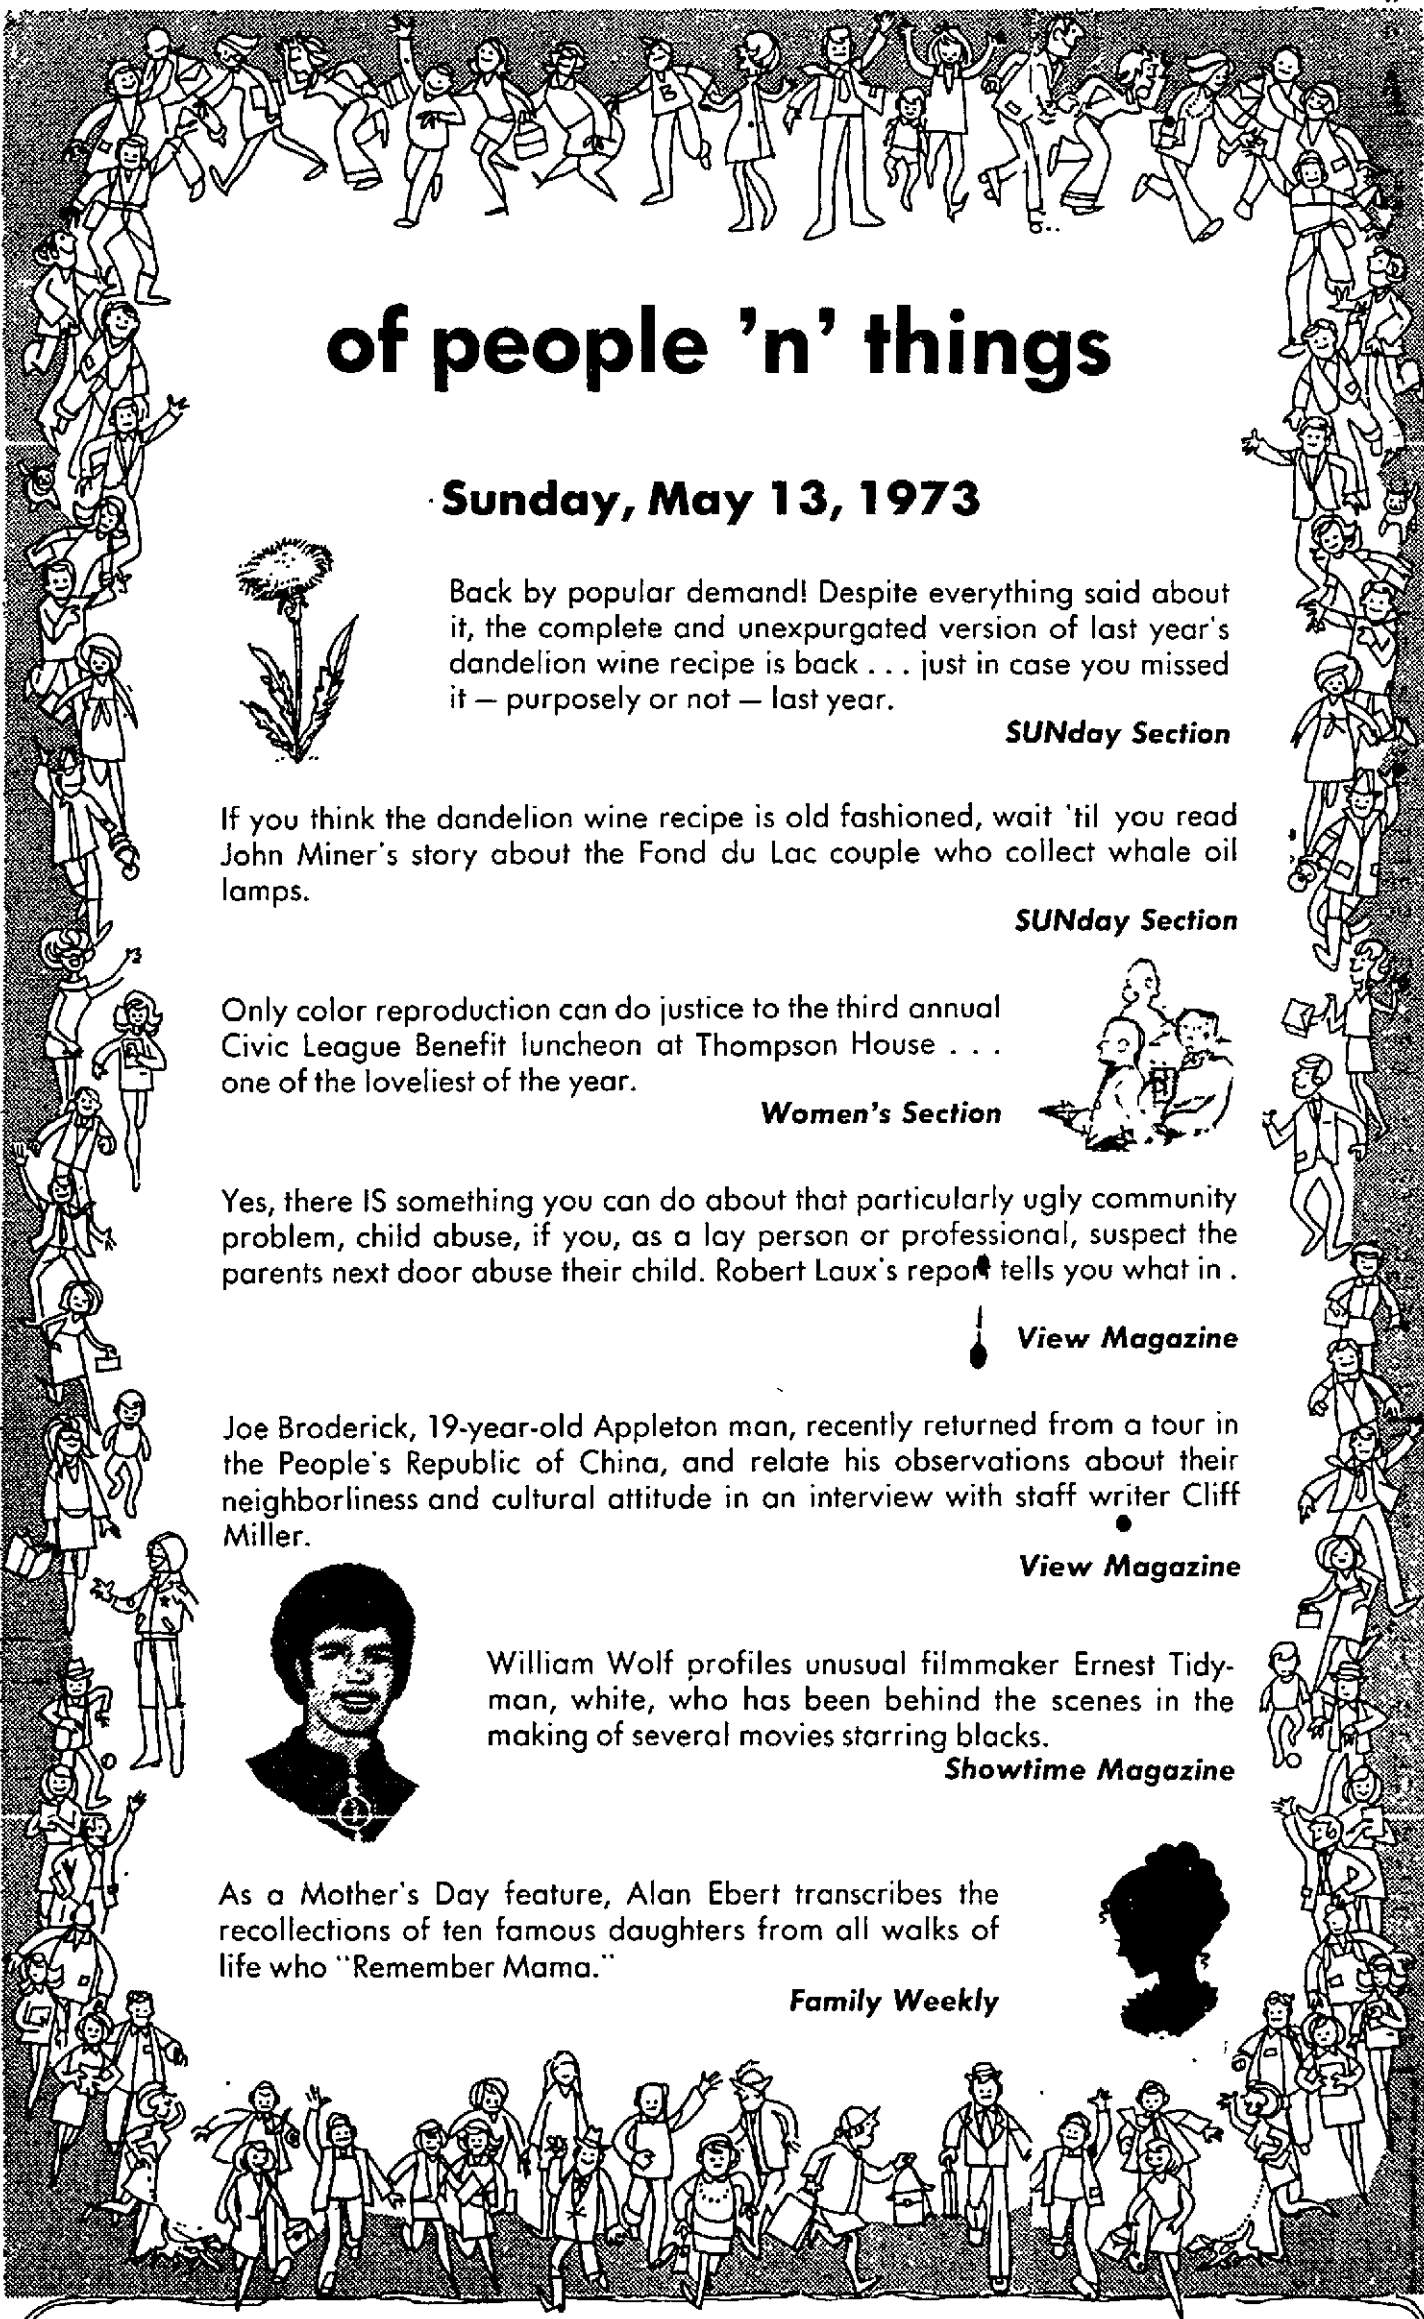 of people 'n' things
Sunday, May 13, 1973
Back by popular demand! Despite everything said about
it, the complete and unexpurgated version of last year's
dandelion wine recipe is back . . . just in case you missed
it — purposely or not — last year.
SUNday Section
If you think the dandelion wine recipe is old fashioned, wait 'til you read
John Miner's story about the Fond du Lac couple who collect whale oil
lamps.
SUNday Section
Only color reproduction can do justice to the third annual
Civic League Benefit luncheon at Thompson House . . .
one of the loveliest of the year.
Women's Section
Yes, there IS something you can do about that particularly ugly community
problem, child abuse, if you, as a lay person or professional, suspect the
parents next door abuse their child. Robert Laux's report tells you what in .
View Magazine
Joe Broderick, 19-year-old Appleton man, recently returned from a tour in
the People's Republic of China, and relate his observations about their
neighborliness and cultural attitude in an interview with staff writer Cliff
Miller.
View Magazine
William Wolf profiles unusual filmmaker Ernest Tidy-
man, white, who has been behind the scenes in the
making of several movies starring blacks.
Showtime Magazine
As a Mother's Day feature, Alan Ebert transcribes the
recollections of ten famous daughters from all walks of
life who "Remember Mama."
Family Weekly